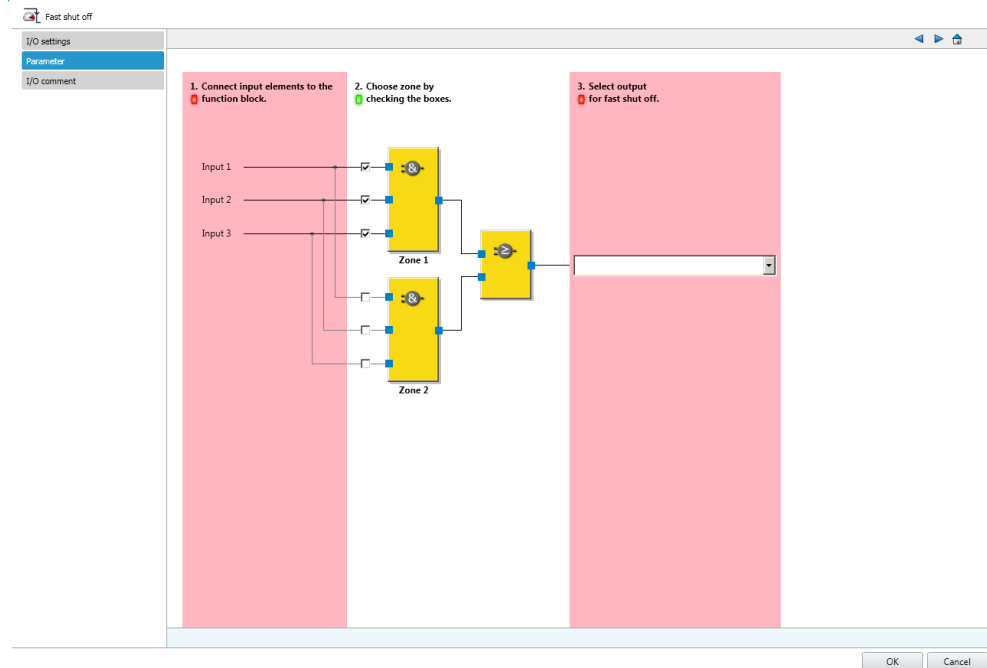 Fast shut off
I/O settings
Parameter
I/O comment
1. Connect input elements to the
function block.
2. Choose zone by
checking the boxes.
3. Select output
for fast shut off.
Input 1
Input 2
Input 3
&
Zone 1
≥
&
Zone 2
OK
Cancel